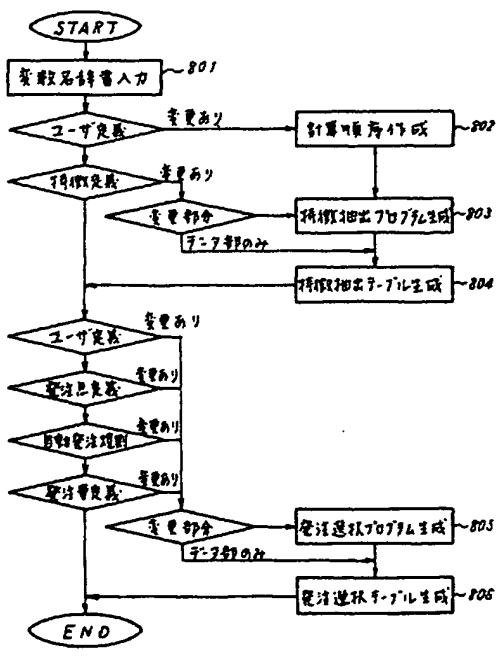 START
変数名辞書入力
801
ユーザ定義
変更あり
計算順序作成
802
特徴定義
変更あり
変更部分
特徴抽出プログラム生成
803
データ部のみ
特徴抽出テーブル生成
804
ユーザ定義
変更あり
発注点定義
変更あり
自動発注規則
変更あり
発注量定義
変更あり
変更部分
発注選択プログラム生成
805
データ部のみ
発注選択テーブル生成
806
END